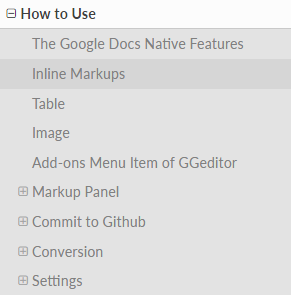 How to Use
The Google Docs Native Features
Inline Markups
Table
Image
Add-ons Menu Item of GGeditor
Markup Panel
Commit to Github
Conversion
Settings